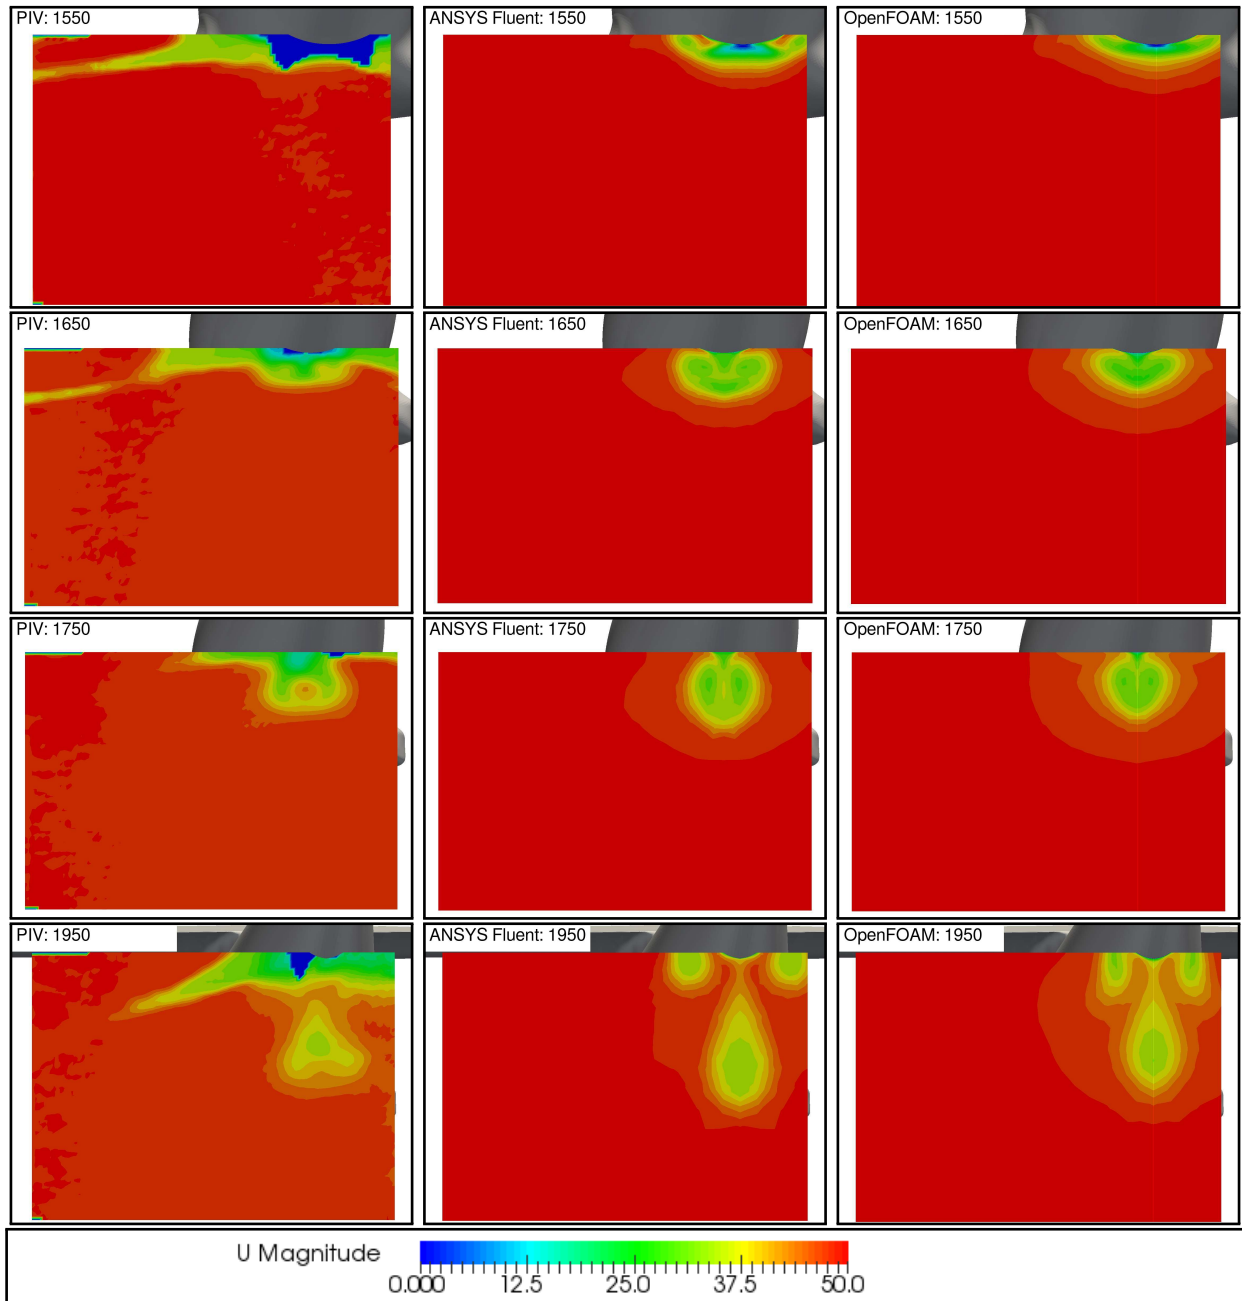 PIV: 1550
ANSYS Fluent: 1550
OpenFOAM: 1550
PIV: 1650
ANSYS Fluent: 1650
OpenFOAM: 1650
PIV: 1750
ANSYS Fluent: 1750
OpenFOAM: 1750
PIV: 1950
ANSYS Fluent: 1950
OpenFOAM: 1950
U Magnitude
0.000 12.5 25.0 37.5 50.0